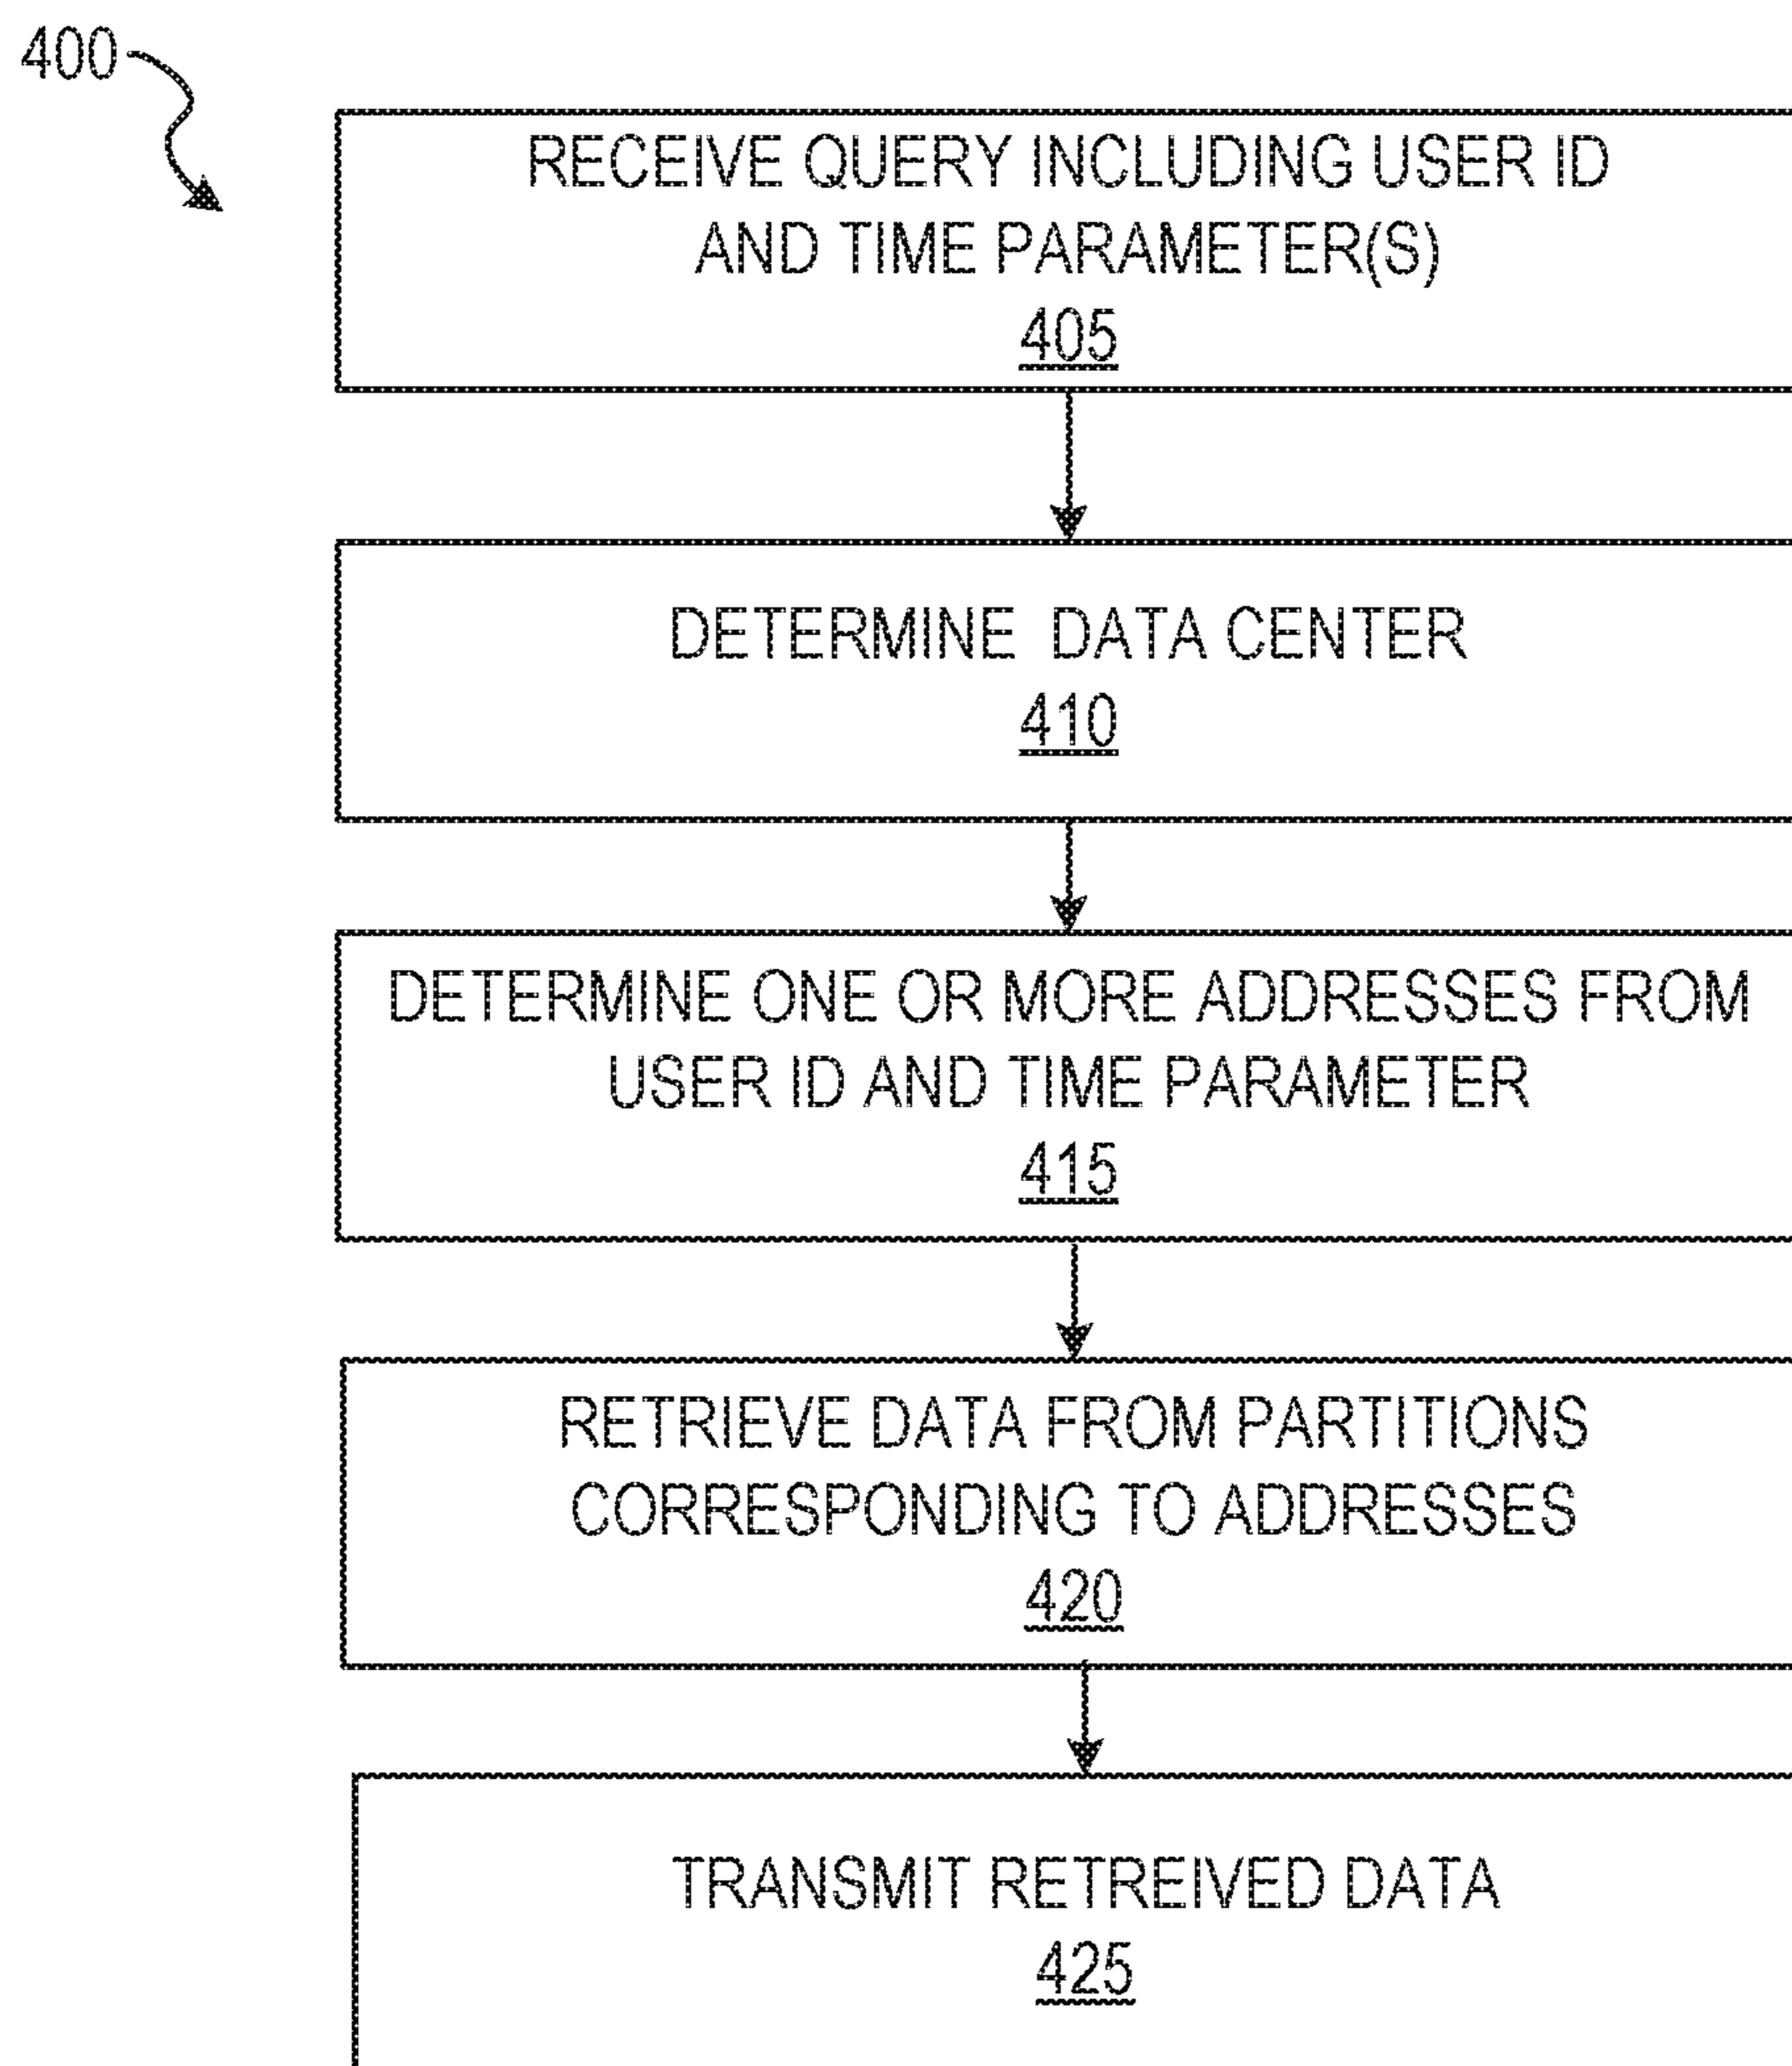 400
RECEIVE QUERY INCLUDING USER ID
AND TIME PARAMETER(S)
405
DETERMINE DATA CENTER
410
DETERMINE ONE OR MORE ADDRESSES FROM
USER ID AND TIME PARAMETER
415
RETRIEVE DATA FROM PARTITIONS
CORRESPONDING TO ADDRESSES
420
TRANSMIT RETREIVED DATA
425